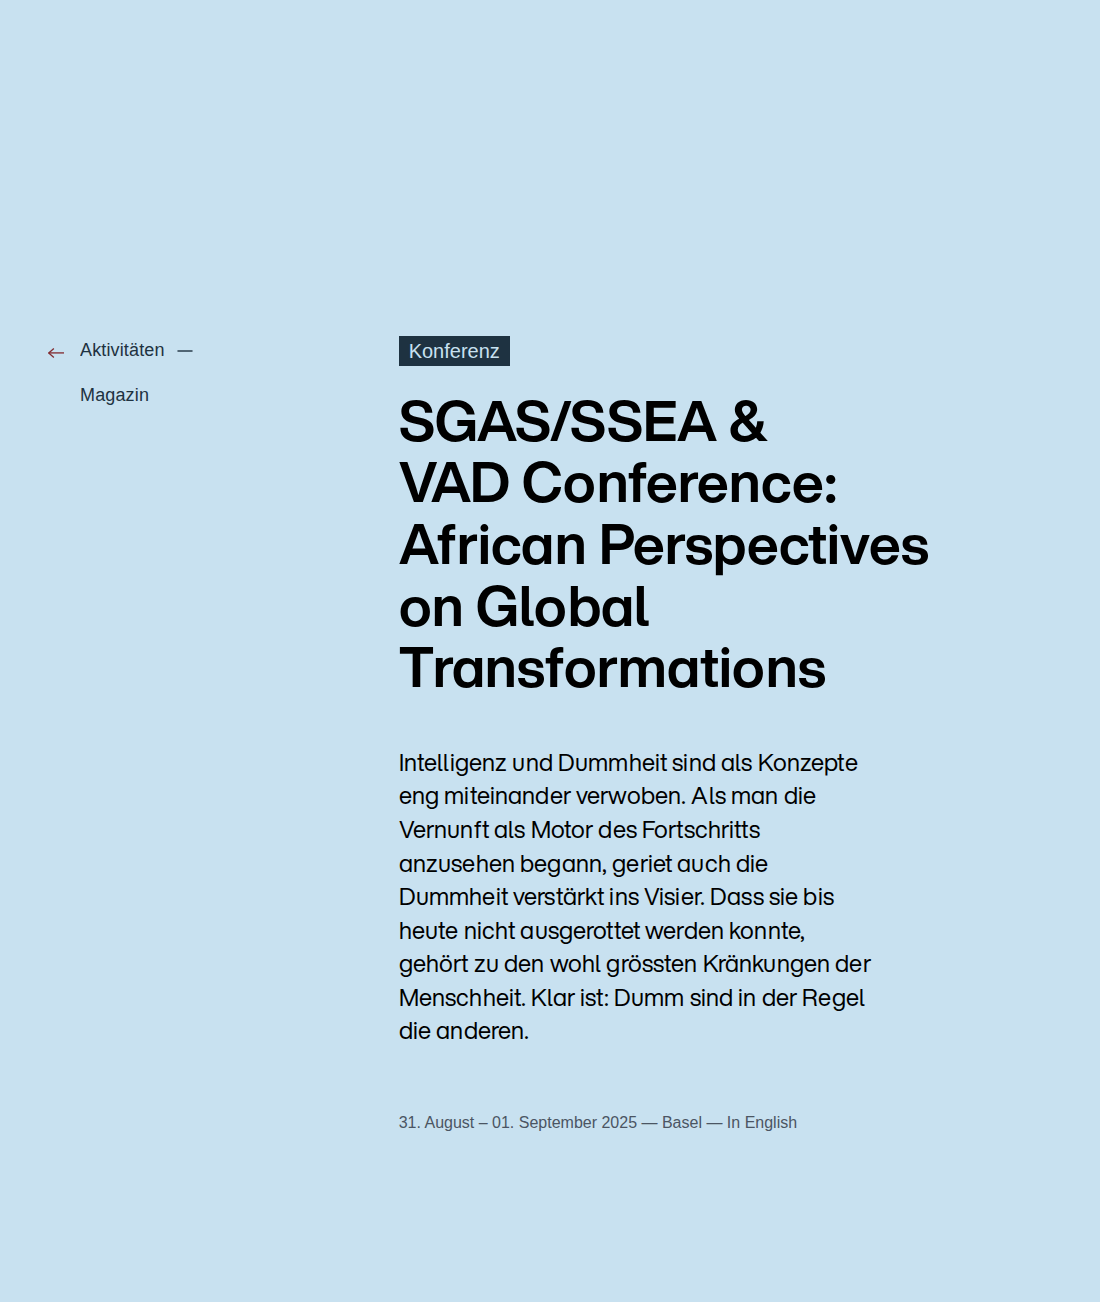 ← Aktivitäten —
Magazin
Konferenz
SGAS/SSEA &
VAD Conference:
African Perspectives
on Global
Transformations
Intelligenz und Dummheit sind als Konzepte
eng miteinander verwoben. Als man die
Vernunft als Motor des Fortschritts
anzusehen begann, geriet auch die
Dummheit verstärkt ins Visier. Dass sie bis
heute nicht ausgerottet werden konnte,
gehört zu den wohl grössten Kränkungen der
Menschheit. Klar ist: Dumm sind in der Regel
die anderen.
31. August – 01. September 2025 — Basel — In English